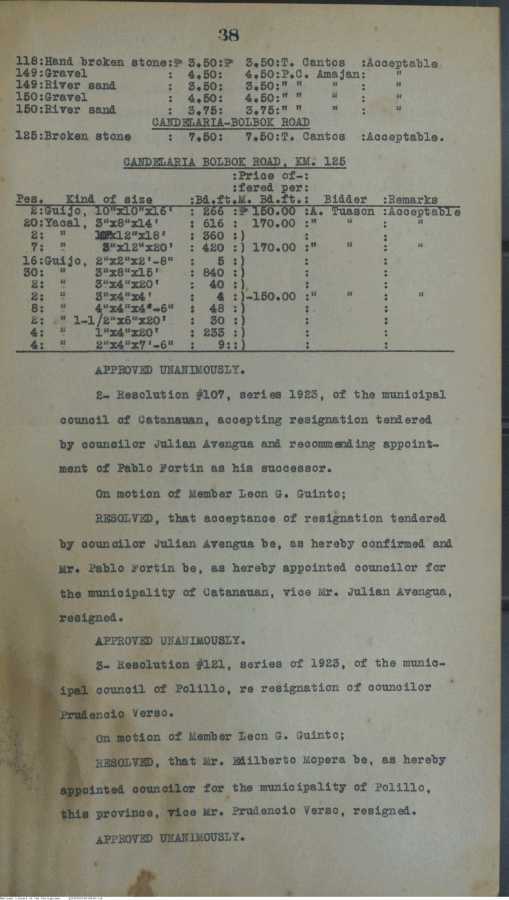 38
118:Hand broken stone:₱ 3.50:₱ 3.50:T. Cantos :Acceptable
149:Gravel : 4.50: 4.50:P.C. Amajan: "
149:River sand : 3.50: 3.50:" " " : "
150:Gravel : 4.50: 4.50:" " " : "
150:River sand : 3.75: 3.75:" " " : "
CANDELARIA-BOLBOK ROAD
125:Broken stone : 7.50: 7.50:T. Cantos :Acceptable.
CANDELARIA BOLBOK ROAD, KM. 125
:Price of-:
:fered per:
Pcs. Kind of size :Bd.ft.M. Bd.ft.: Bidder :Remarks
2:Guijo, 10"x10"x16' : 266 :₱ 150.00 :A. Tuason :Acceptable
20:Yacal, 3"x8"x14' : 616 : 170.00 :" " : "
2: " x12"x18' : 360 :) : :
7: " 3"x12"x20' : 420 :) 170.00 :" " : "
16:Guijo, 2"x2"x2'-8" : 5 :) : :
30: " 3"x8"x15' : 840 :) : :
2: " 3"x4"x20' : 40 :) : :
2: " 3"x4"x4' : 4 :)-150.00 :" " : "
8: " 4"x4"x4'-6" : 48 :) : :
2: " 1-1/2"x6"x20' : 30 :) : :
4: " 1"x4"x20' : 233 :) : :
4: " 2"x4"x7'-6" : 9::) : :
APPROVED UNANIMOUSLY.
2- Resolution #107, series 1923, of the municipal
council of Catanauan, accepting resignation tendered
by councilor Julian Avengua and recommending appoint-
ment of Pablo Fortin as his successor.
On motion of Member Leon G. Guinto;
RESOLVED, that acceptance of resignation tendered
by councilor Julian Avengua be, as hereby confirmed and
Mr. Pablo Fortin be, as hereby appointed councilor for
the municipality of Catanauan, vice Mr. Julian Avengua,
resigned.
APPROVED UNANIMOUSLY.
3- Resolution #121, series of 1923, of the munic-
ipal council of Polillo, re resignation of councilor
Prudencio Verso.
On motion of Member Leon G. Guinto;
RESOLVED, that Mr. Edilberto Mopera be, as hereby
appointed councilor for the municipality of Polillo,
this province, vice Mr. Prudencio Verso, resigned.
APPROVED UNANIMOUSLY.